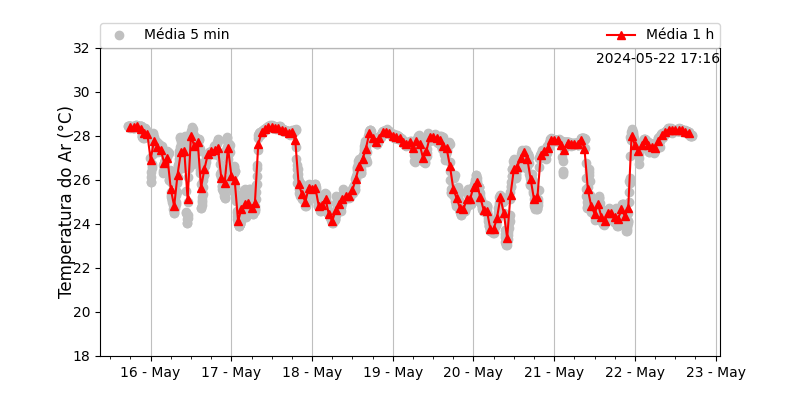 Média 5 min
Média 1 h
2024-05-22 17:16
Temperatura do Ar (°C)
32
30
28
26
24
22
20
18
16 - May
17 - May
18 - May
19 - May
20 - May
21 - May
22 - May
23 - May